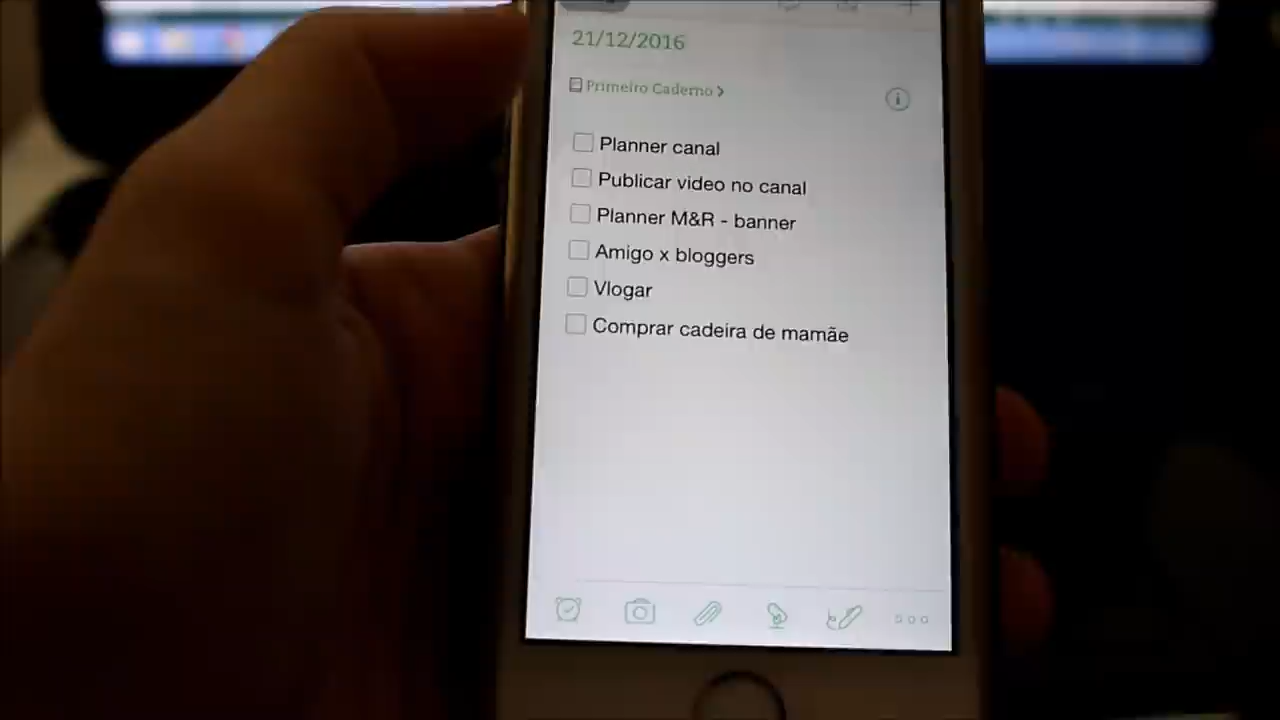 21/12/2016
Primeiro Caderno
Planner canal
Publicar video no canal
Planner M&R - banner
Amigo x bloggers
Vlogar
Comprar cadeira de mamãe